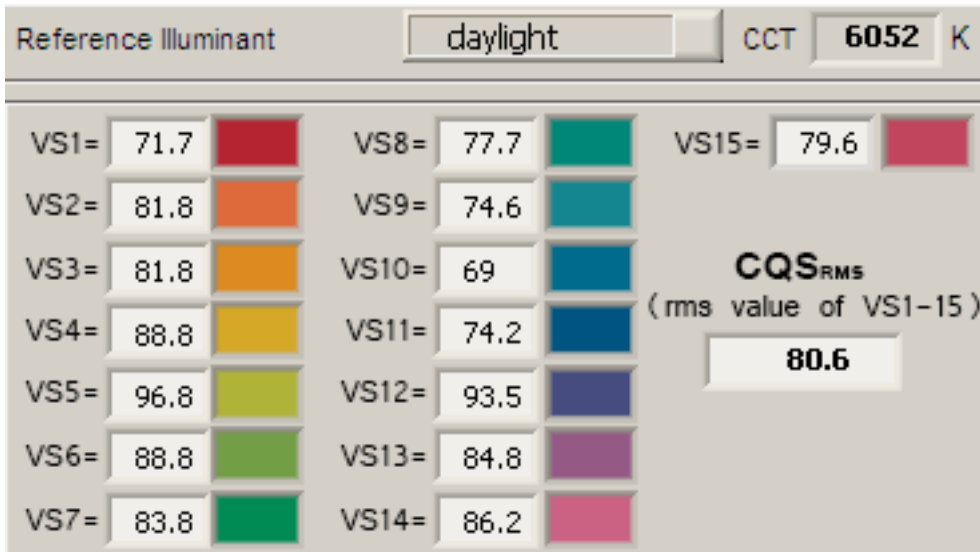 Reference Illuminant daylight CCT 6052 K
VS1= 71.7 VS8= 77.7 VS15= 79.6
VS2= 81.8 VS9= 74.6
VS3= 81.8 VS10= 69
VS4= 88.8 VS11= 74.2
VS5= 96.8 VS12= 93.5
VS6= 88.8 VS13= 84.8
VS7= 83.8 VS14= 86.2
CQSRMS
(rms value of VS1-15)
80.6